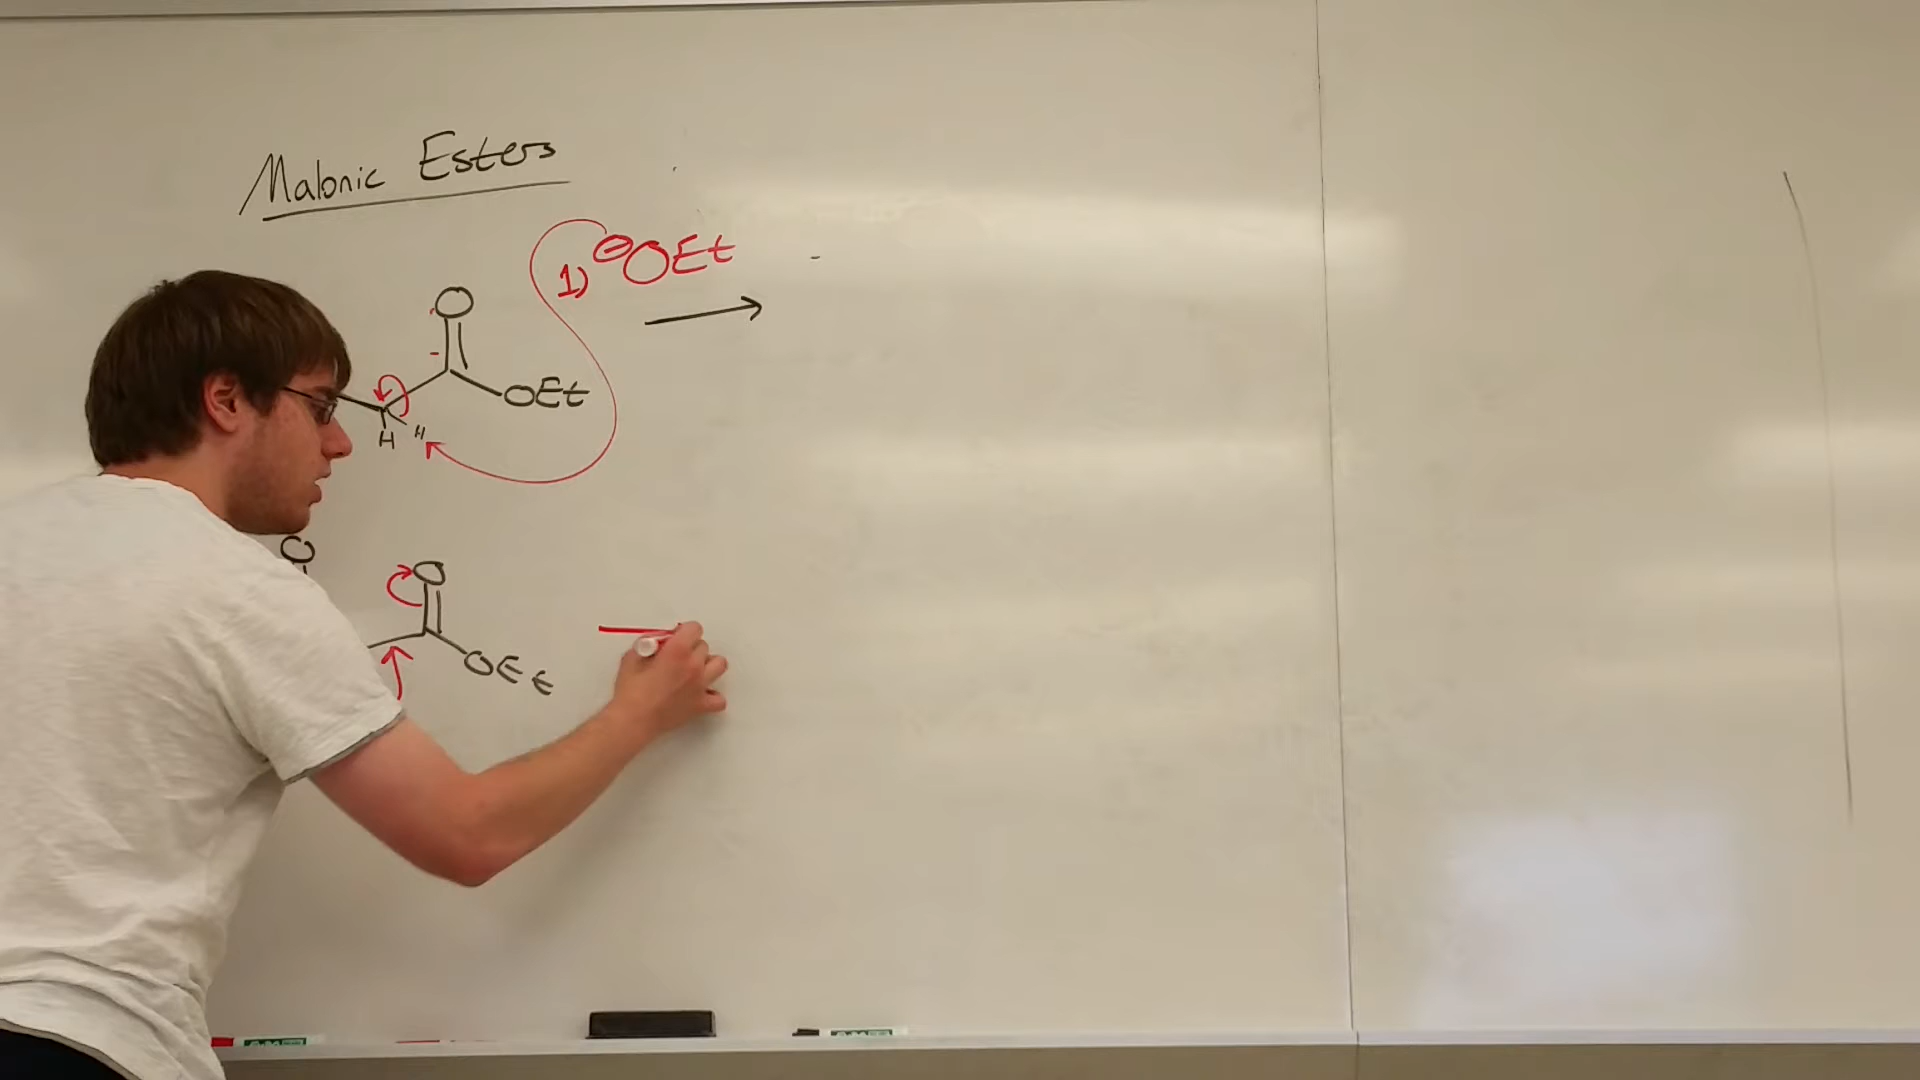 Malonic Esters
1) ⊖OEt
O
OEt
H H
O
O
OEt